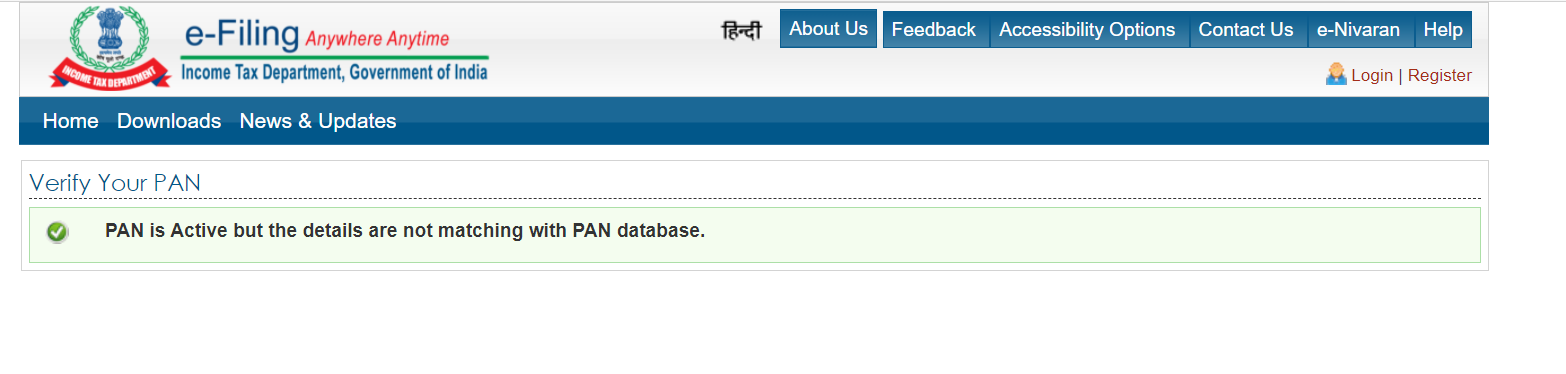 e-Filing Anywhere Anytime
Income Tax Department, Government of India
INCOME TAX DEPARTMENT
हिन्दी About Us Feedback Accessibility Options Contact Us e-Nivaran Help
Login | Register
Home Downloads News & Updates
Verify Your PAN
PAN is Active but the details are not matching with PAN database.